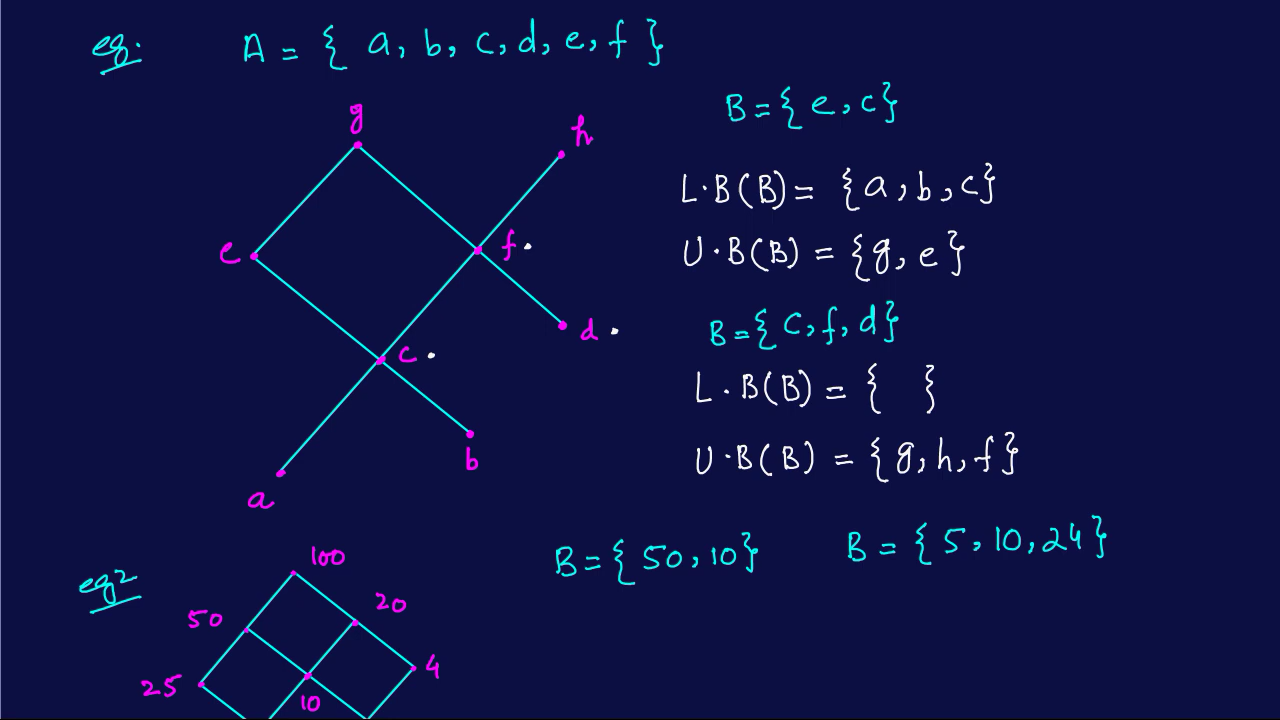 eg. A = { a, b, c, d, e, f }
g
h
e
f.
d .
c .
b
a
B = { e, c}
L·B(B) = {a, b, c}
U·B(B) = {g, e}
B = { C, f, d}
L·B(B) = { }
U·B(B) = {g, h, f}
eg2
100
20
50
4
25
10
B = { 50, 10}
B = { 5, 10, 24}